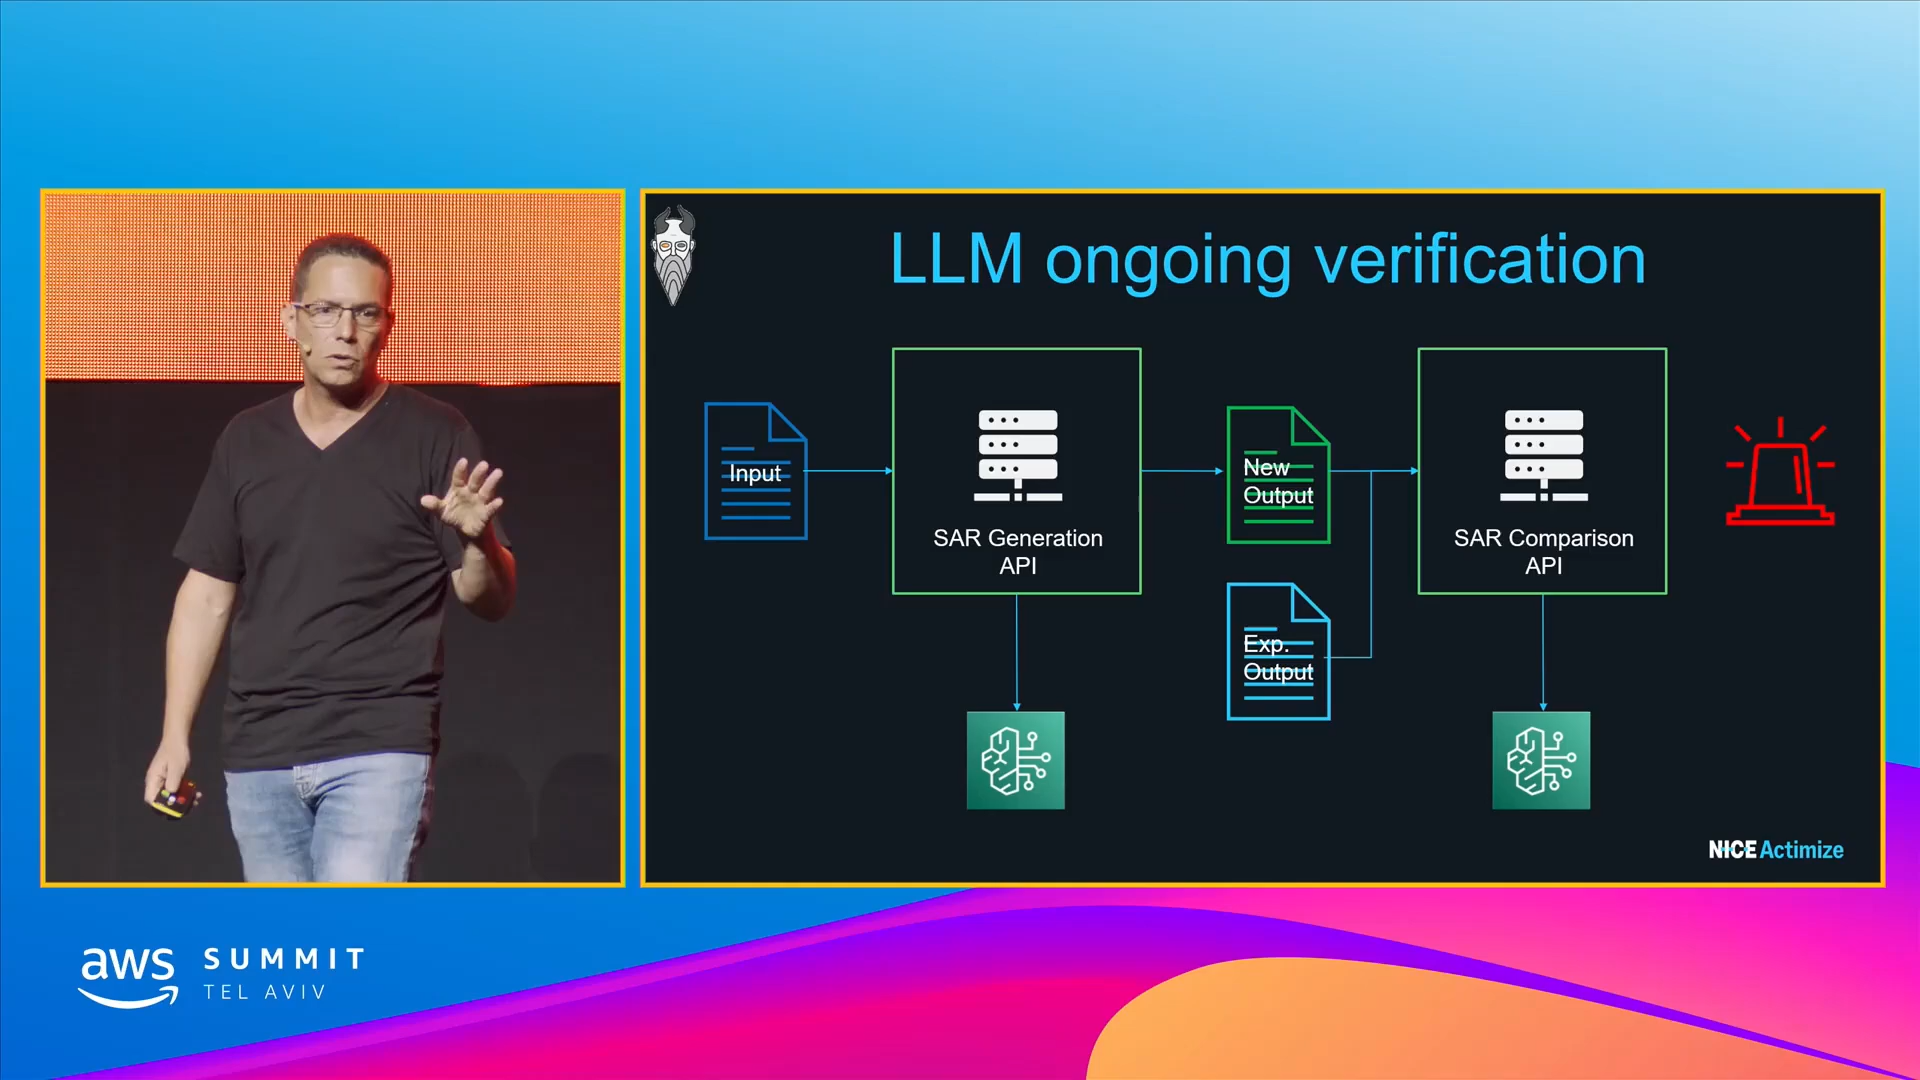 LLM ongoing verification
Input
SAR Generation
API
New
Output
Exp.
Output
SAR Comparison
API
NICE Actimize
aws
SUMMIT
TEL AVIV